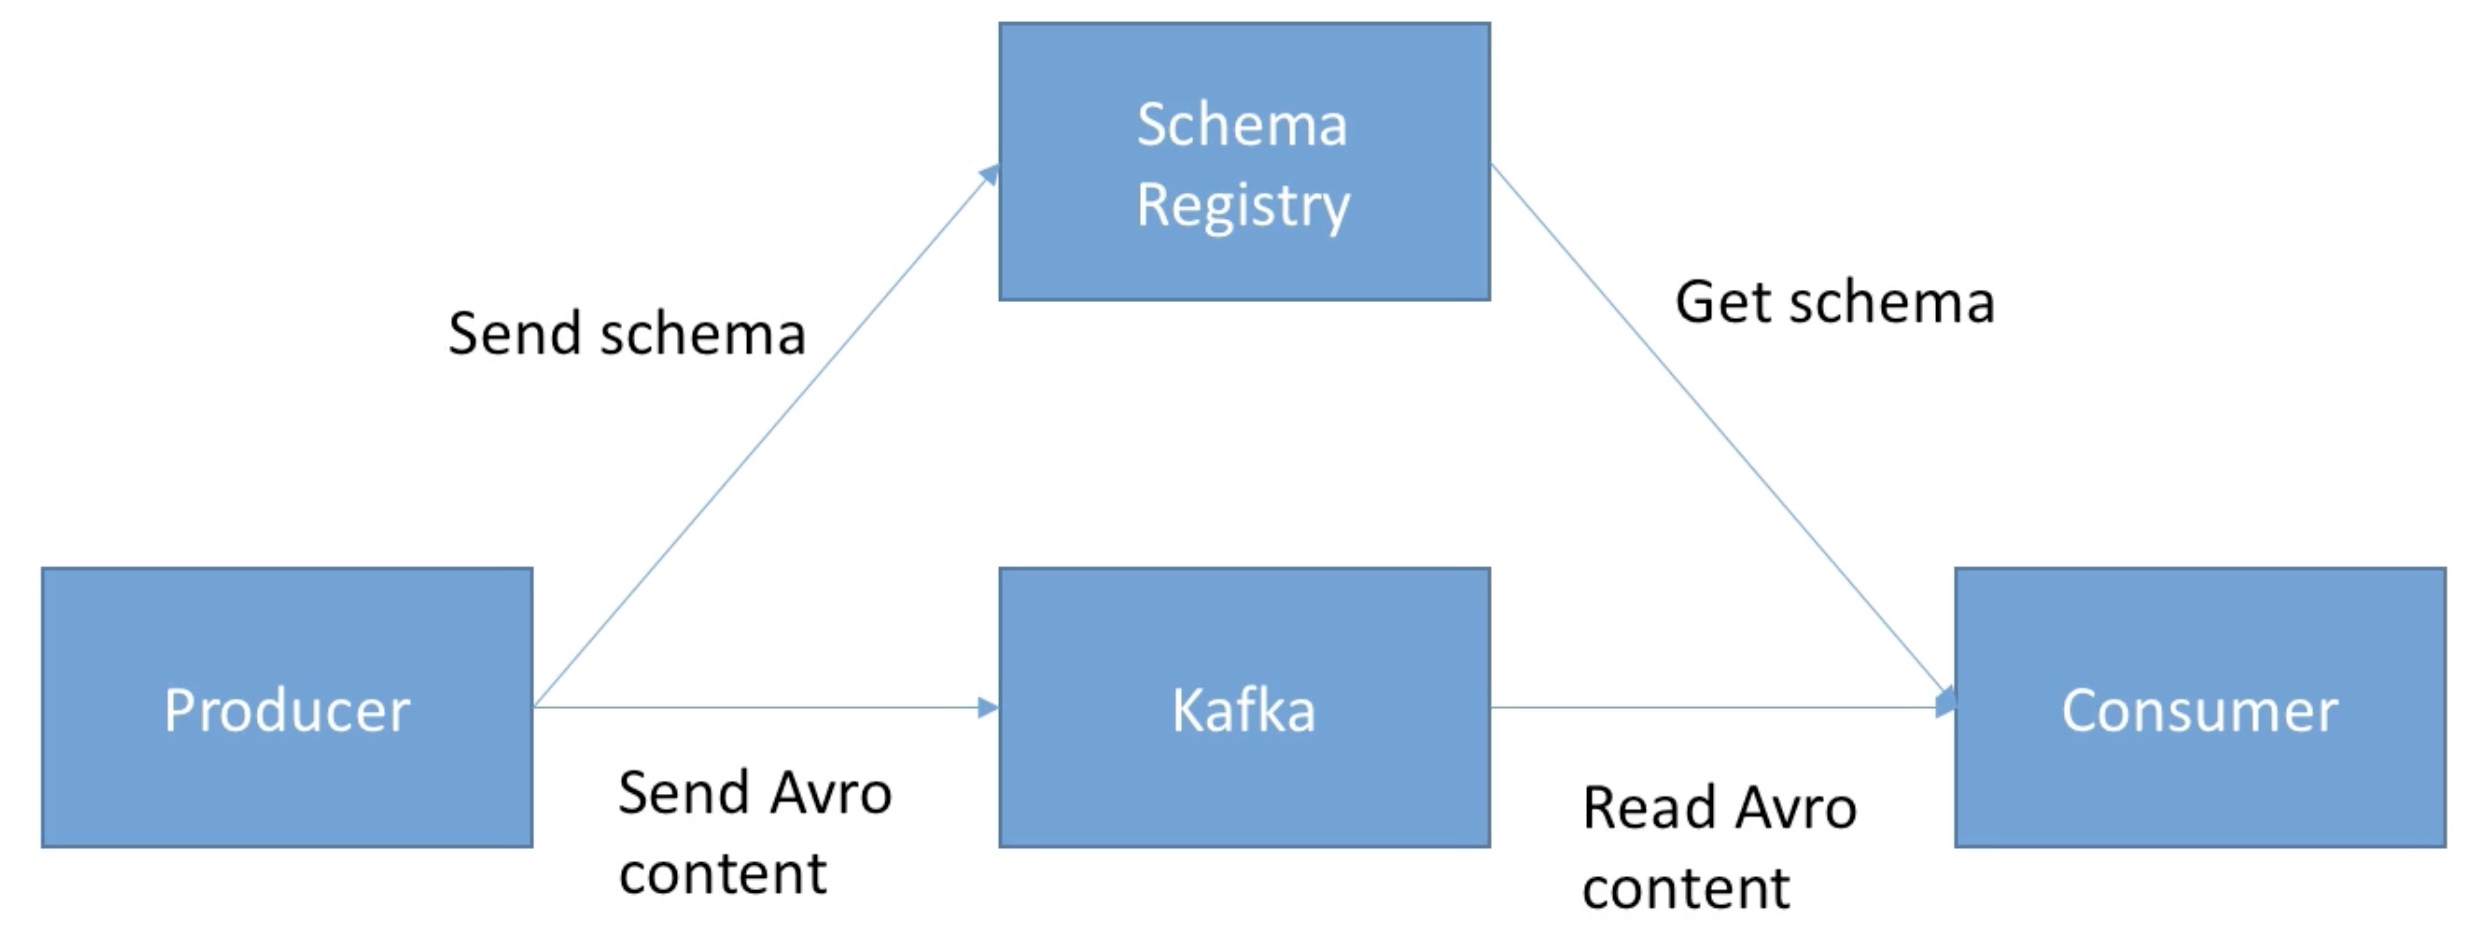 Schema
Registry
Send schema
Get schema
Producer
Kafka
Consumer
Send Avro
content
Read Avro
content